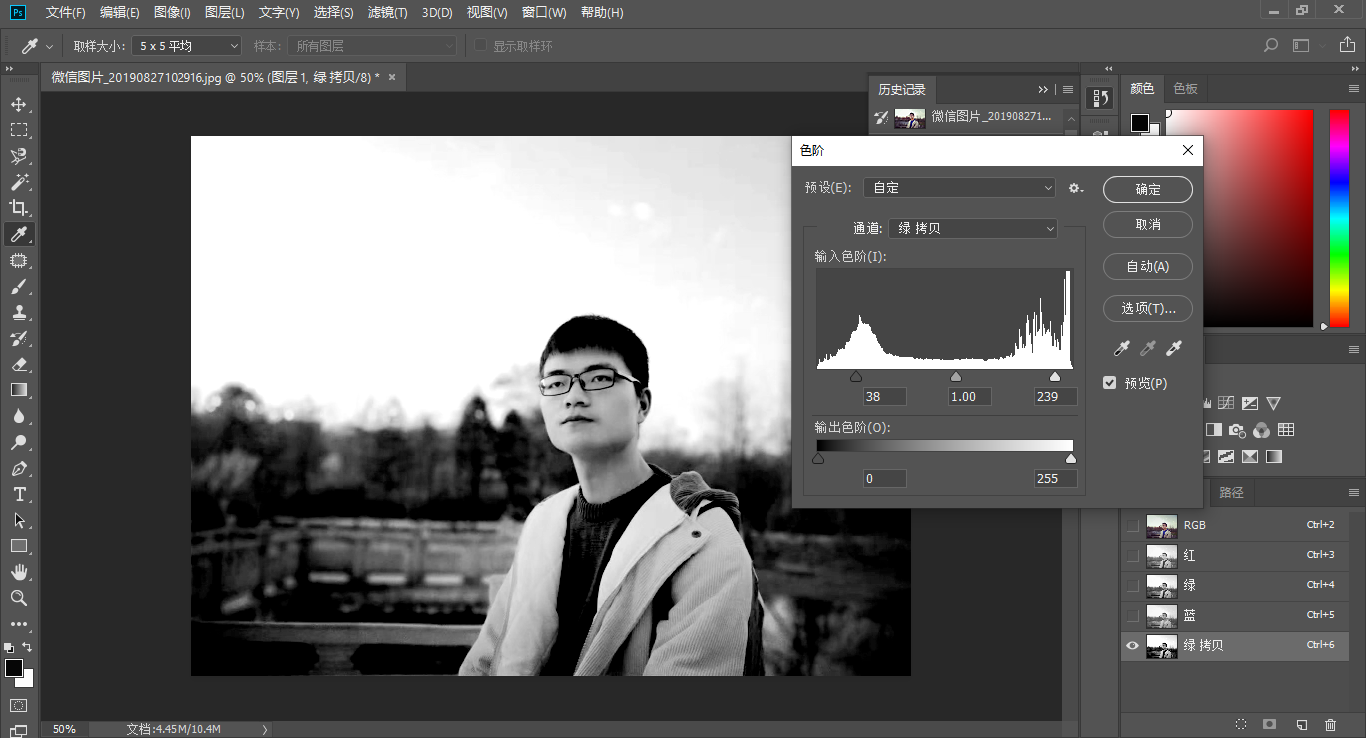 Ps 文件(F) 编辑(E) 图像(I) 图层(L) 文字(Y) 选择(S) 滤镜(T) 3D(D) 视图(V) 窗口(W) 帮助(H)
取样大小: 5 x 5 平均 样本: 所有图层 显示取样环
微信图片_20190827102916.jpg @ 50% (图层 1, 绿 拷贝/8) *
历史记录
微信图片_201908271...
颜色 色板
色阶
预设(E): 自定
通道: 绿 拷贝
输入色阶(I):
38 1.00 239
输出色阶(O):
0 255
确定
取消
自动(A)
选项(T)...
预览(P)
路径
RGB Ctrl+2
红 Ctrl+3
绿 Ctrl+4
蓝 Ctrl+5
绿 拷贝 Ctrl+6
50% 文档:4.45M/10.4M